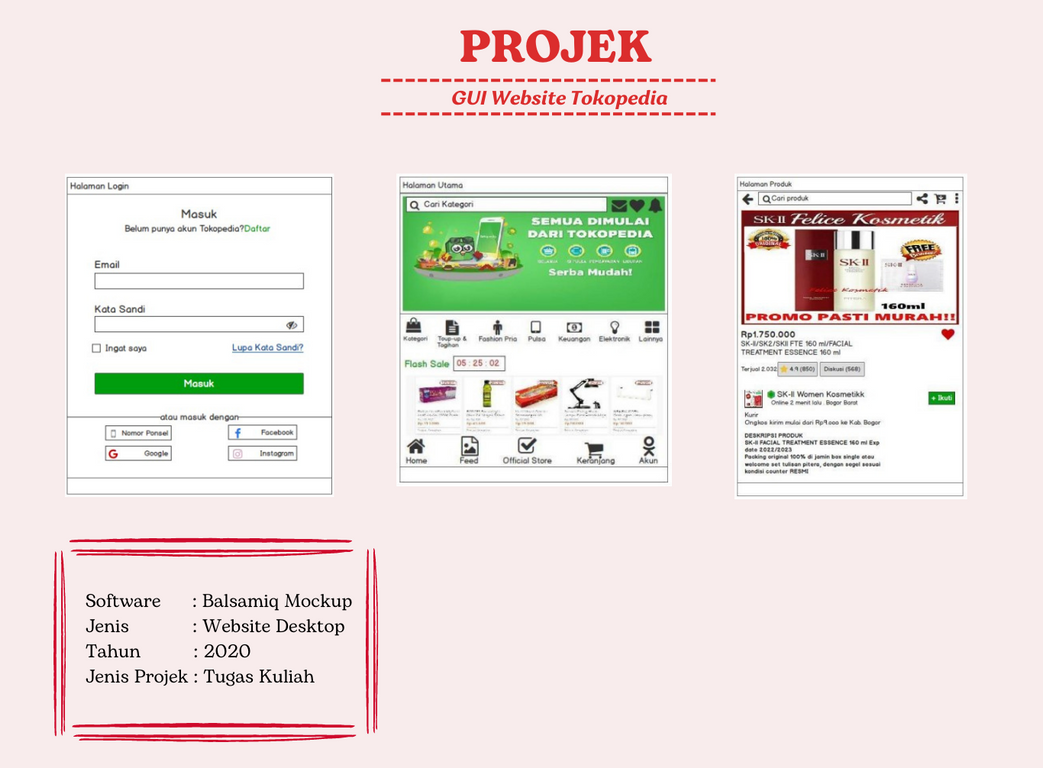 PROJEK
GUI Website Tokopedia
Halaman Login
Masuk
Belum punya akun Tokopedia?Daftar
Email
Kata Sandi
Ingat saya
Lupa Kata Sandi?
Masuk
atau masuk dengan
Nomor Ponsel
Facebook
Google
Instagram
Halaman Utama
Cari Kategori
SEMUA DIMULAI
DARI TOKOPEDIA
Serba Mudah!
Kategori
Toup-up &
Tagihan
Fashion Pria
Pulsa
Keuangan
Elektronik
Lainnya
Flash Sale
05 : 25 : 02
Home
Feed
Official Store
Keranjang
Akun
Halaman Produk
Cari produk
SK-II Felice Kosmetik
ORIGINAL
SK-II
SK-II
FREE
Felice Kosmetik
160ml
PROMO PASTI MURAH!!
Rp1.750.000
SK-II/SK2/SKII FTE 160 ml/FACIAL
TREATMENT ESSENCE 160 ml
Terjual 2.032
4.9 (850)
Diskusi (568)
SK-II Women Kosmetikk
Online 2 menit lalu . Bogor Barat
+ Ikuti
Kurir
Ongkos kirim mulai dari Rp9.000 ke Kab. Bogor
DESKRIPSI PRODUK
SK-II FACIAL TREATMENT ESSENCE 160 ml Exp
date 2022/2023
Packing original 100% di jamin bos single atau
welcome set tulisan pitera, dengan segel sesuai
kondisi counter RESMI
Software : Balsamiq Mockup
Jenis : Website Desktop
Tahun : 2020
Jenis Projek : Tugas Kuliah